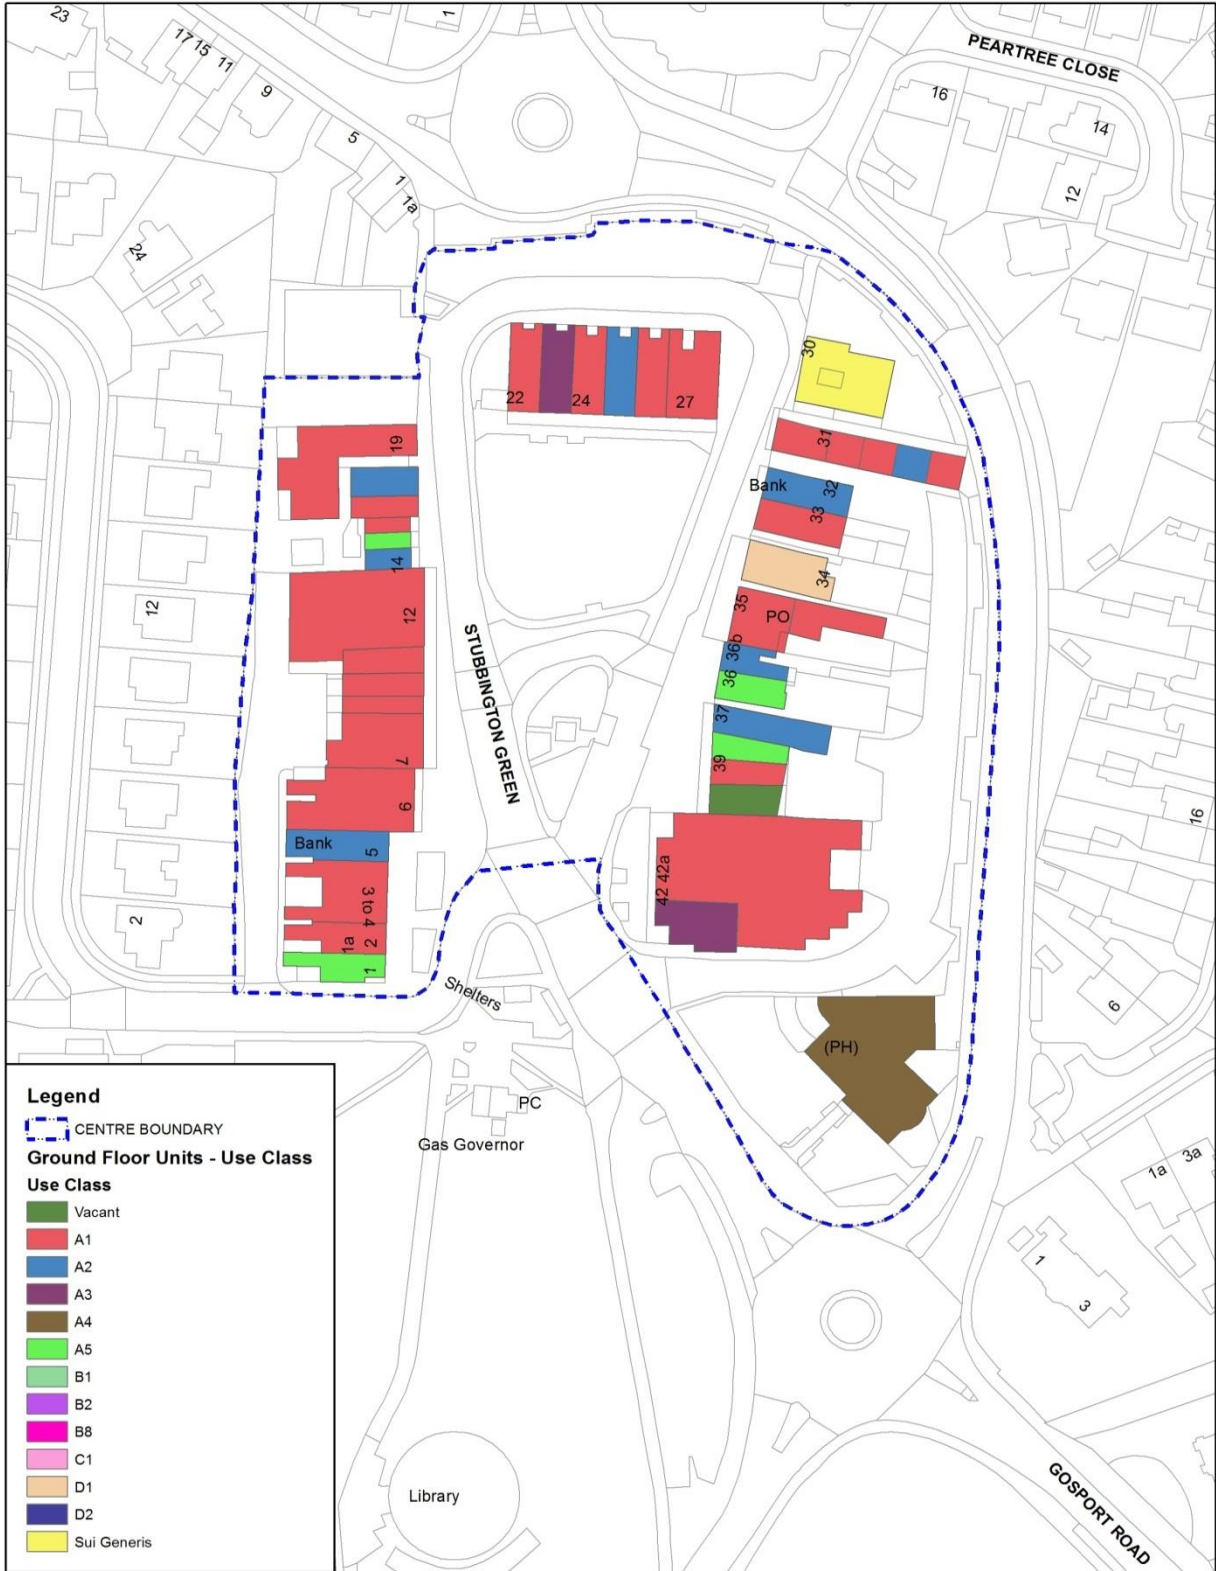 23
17
15
11
9
5
1
1a
1
PEARTREE CLOSE
16
14
12
24
30
22
24
27
19
31
Bank
32
33
14
12
34
12
35
PO
36b
36
STUBBINGTON GREEN
37
7
39
6
16
Bank
5
42 42a
3 to 4
2
1a
2
1
Shelters
6
(PH)
PC
Gas Governor
1a
3a
1
3
Library
GOSPORT ROAD
Legend
CENTRE BOUNDARY
Ground Floor Units - Use Class
Use Class
Vacant
A1
A2
A3
A4
A5
B1
B2
B8
C1
D1
D2
Sui Generis